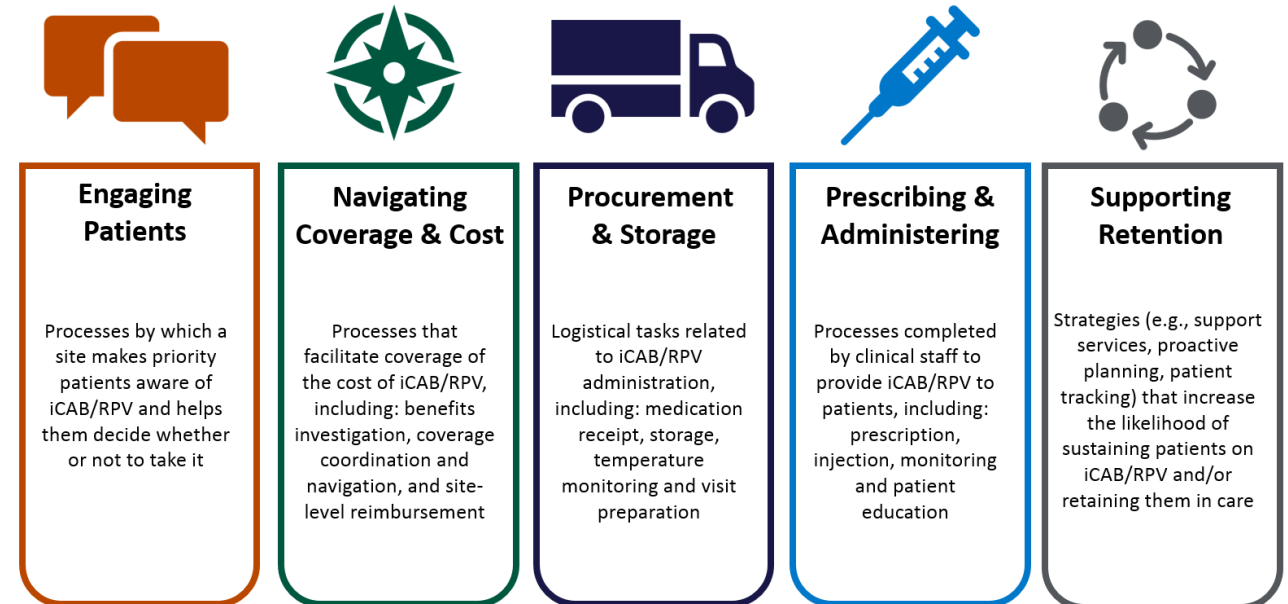 Engaging
Patients
Processes by which a
site makes priority
patients aware of
iCAB/RPV and helps
them decide whether
or not to take it
Navigating
Coverage & Cost
Processes that
facilitate coverage of
the cost of iCAB/RPV,
including: benefits
investigation, coverage
coordination and
navigation, and site-
level reimbursement
Procurement
& Storage
Logistical tasks related
to iCAB/RPV
administration,
including: medication
receipt, storage,
temperature
monitoring and visit
preparation
Prescribing &
Administering
Processes completed
by clinical staff to
provide iCAB/RPV to
patients, including:
prescription,
injection, monitoring
and patient
education
Supporting
Retention
Strategies (e.g., support
services, proactive
planning, patient
tracking) that increase
the likelihood of
sustaining patients on
iCAB/RPV and/or
retaining them in care